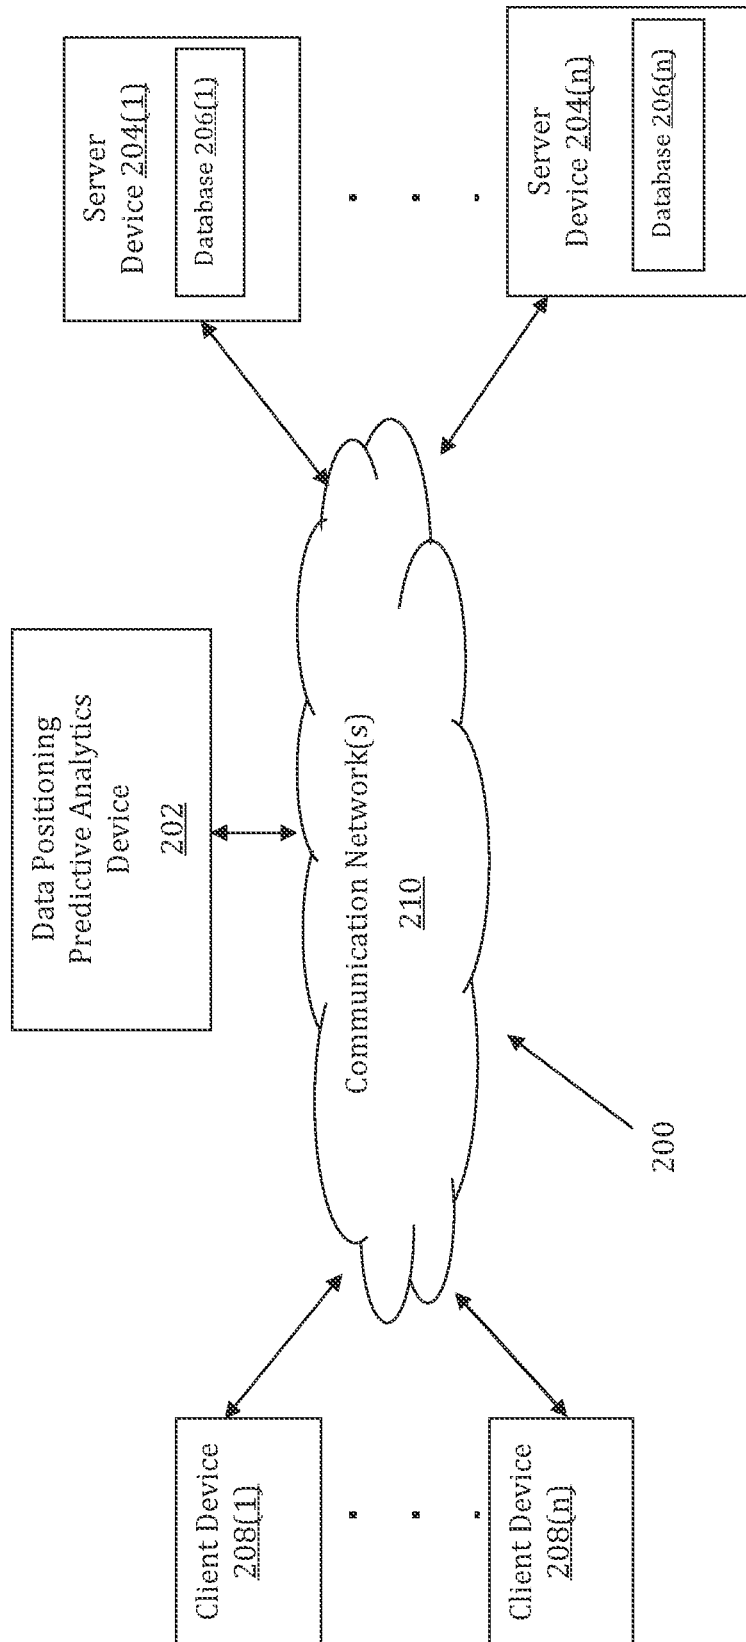 Data Positioning
Predictive Analytics
Device
202
Client Device
208(1)
Client Device
208(n)
Communication Network(s)
210
Server
Device 204(1)
Database 206(1)
Server
Device 204(n)
Database 206(n)
200